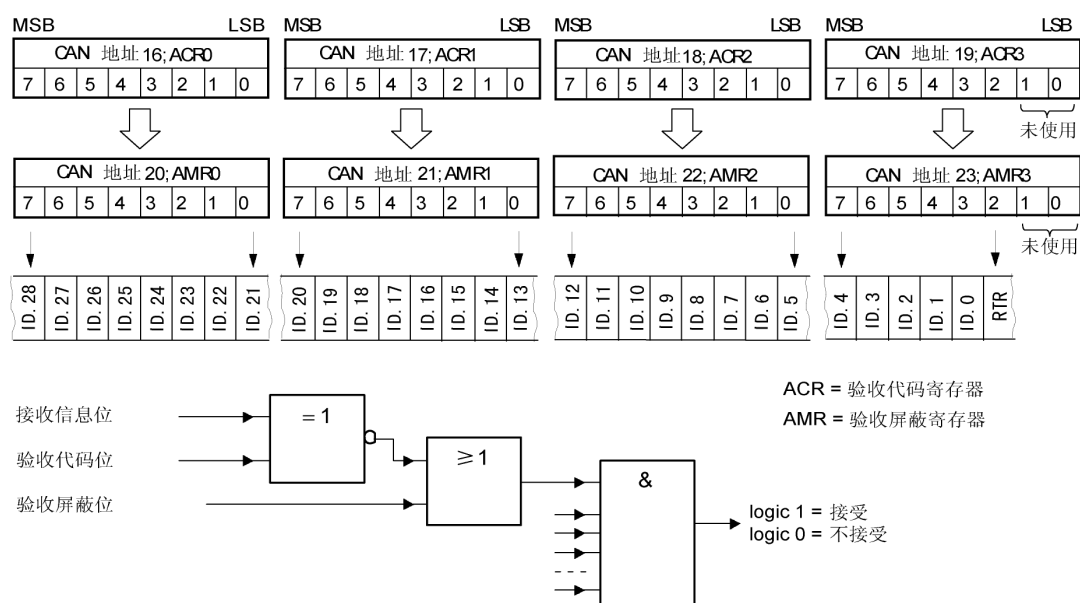 MSB LSB MSB LSB MSB LSB
CAN 地址 16; ACR0 CAN 地址 17; ACR1 CAN 地址 18; ACR2 CAN 地址 19; ACR3
7 6 5 4 3 2 1 0 7 6 5 4 3 2 1 0 7 6 5 4 3 2 1 0 7 6 5 4 3 2 1 0
未使用
CAN 地址 20; AMR0 CAN 地址 21; AMR1 CAN 地址 22; AMR2 CAN 地址 23; AMR3
7 6 5 4 3 2 1 0 7 6 5 4 3 2 1 0 7 6 5 4 3 2 1 0 7 6 5 4 3 2 1 0
未使用
ID. 28 ID. 27 ID. 26 ID. 25 ID. 24 ID. 23 ID. 22 ID. 21 ID. 20 ID. 19 ID. 18 ID. 17 ID. 16 ID. 15 ID. 14 ID. 13 ID. 12 ID. 11 ID. 10 ID. 9 ID. 8 ID. 7 ID. 6 ID. 5 ID. 4 ID. 3 ID. 2 ID. 1 ID. 0 RTR
ACR = 验收代码寄存器
AMR = 验收屏蔽寄存器
接收信息位
= 1
验收代码位
≥1
验收屏蔽位
&
logic 1 = 接受
logic 0 = 不接受